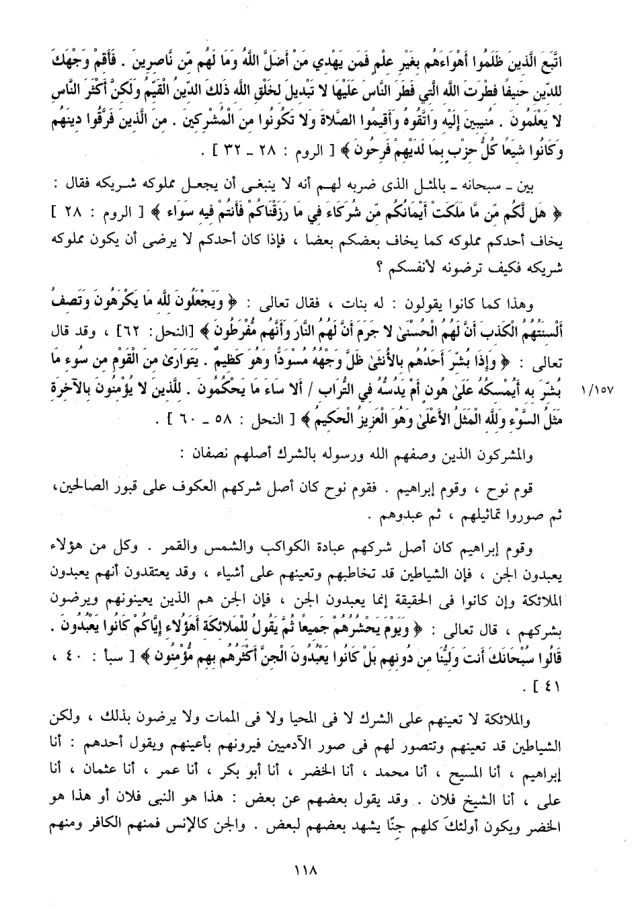 اتَّبَعَ الَّذِينَ ظَلَمُوا أَهْوَاءَهُم بِغَيْرِ عِلْمٍ فَمَن يَهْدِي مَنْ أَضَلَّ اللَّهُ وَمَا لَهُم مِّن نَّاصِرِينَ . فَأَقِمْ وَجْهَكَ
لِلدِّينِ حَنِيفًا فِطْرَتَ اللَّهِ الَّتِي فَطَرَ النَّاسَ عَلَيْهَا لَا تَبْدِيلَ لِخَلْقِ اللَّهِ ذَلِكَ الدِّينُ الْقَيِّمُ وَلَكِنَّ أَكْثَرَ النَّاسِ
لَا يَعْلَمُونَ . مُنِيبِينَ إِلَيْهِ وَاتَّقُوهُ وَأَقِيمُوا الصَّلَاةَ وَلَا تَكُونُوا مِنَ الْمُشْرِكِينَ . مِنَ الَّذِينَ فَرَّقُوا دِينَهُمْ
وَكَانُوا شِيَعًا كُلُّ حِزْبٍ بِمَا لَدَيْهِمْ فَرِحُونَ ﴾ [ الروم : ٢٨ ــ ٣٢ ] .
بين ــ سبحانه ــ بالمثل الذى ضربه لهم أنه لا ينبغى أن يجعل مملوكه شريكه فقال :
﴿ هَل لَّكُم مِّن مَّا مَلَكَتْ أَيْمَانُكُم مِّن شُرَكَاءَ فِي مَا رَزَقْنَاكُمْ فَأَنتُمْ فِيهِ سَوَاء ﴾ [ الروم : ٢٨ ]
يخاف أحدكم مملوكه كما يخاف بعضكم بعضا ، فإذا كان أحدكم لا يرضى أن يكون مملوكه
شريكه فكيف ترضونه لأنفسكم ؟
وهذا كما كانوا يقولون : له بنات ، فقال تعالى : ﴿ وَيَجْعَلُونَ لِلَّهِ مَا يَكْرَهُونَ وَتَصِفُ
أَلْسِنَتُهُمُ الْكَذِبَ أَنَّ لَهُمُ الْحُسْنَىٰ لَا جَرَمَ أَنَّ لَهُمُ النَّارَ وَأَنَّهُم مُّفْرَطُونَ ﴾ [النحل: ٦٢] ، وقد قال
تعالى : ﴿ وَإِذَا بُشِّرَ أَحَدُهُم بِالْأُنثَىٰ ظَلَّ وَجْهُهُ مُسْوَدًّا وَهُوَ كَظِيمٌ . يَتَوَارَىٰ مِنَ الْقَوْمِ مِن سُوءِ مَا
بُشِّرَ بِهِ أَيُمْسِكُهُ عَلَىٰ هُونٍ أَمْ يَدُسُّهُ فِي التُّرَابِ / أَلَا سَاءَ مَا يَحْكُمُونَ . لِلَّذِينَ لَا يُؤْمِنُونَ بِالْآخِرَةِ
١/١٥٧
مَثَلُ السَّوْءِ وَلِلَّهِ الْمَثَلُ الْأَعْلَىٰ وَهُوَ الْعَزِيزُ الْحَكِيمُ ﴾ [ النحل : ٥٨ ــ ٦٠ ] .
والمشركون الذين وصفهم الله ورسوله بالشرك أصلهم نصفان :
قوم نوح ، وقوم إبراهيم . فقوم نوح كان أصل شركهم العكوف على قبور الصالحين،
ثم صوروا تماثيلهم ، ثم عبدوهم .
وقوم إبراهيم كان أصل شركهم عبادة الكواكب والشمس والقمر . وكل من هؤلاء
يعبدون الجن ، فإن الشياطين قد تخاطبهم وتعينهم على أشياء ، وقد يعتقدون أنهم يعبدون
الملائكة وإن كانوا فى الحقيقة إنما يعبدون الجن ، فإن الجن هم الذين يعينونهم ويرضون
بشركهم ، قال تعالى : ﴿ وَيَوْمَ يَحْشُرُهُمْ جَمِيعًا ثُمَّ يَقُولُ لِلْمَلَائِكَةِ أَهَؤُلَاءِ إِيَّاكُمْ كَانُوا يَعْبُدُونَ .
قَالُوا سُبْحَانَكَ أَنتَ وَلِيُّنَا مِن دُونِهِم بَلْ كَانُوا يَعْبُدُونَ الْجِنَّ أَكْثَرُهُم بِهِم مُّؤْمِنُونَ ﴾ [ سبأ : ٤٠ ،
٤١ ] .
والملائكة لا تعينهم على الشرك لا فى المحيا ولا فى الممات ولا يرضون بذلك ، ولكن
الشياطين قد تعينهم وتتصور لهم فى صور الآدميين فيرونهم بأعينهم ويقول أحدهم : أنا
إبراهيم ، أنا المسيح ، أنا محمد ، أنا الخضر ، أنا أبو بكر ، أنا عمر ، أنا عثمان ، أنا
على ، أنا الشيخ فلان . وقد يقول بعضهم عن بعض : هذا هو النبى فلان أو هذا هو
الخضر ويكون أولئك كلهم جنًا يشهد بعضهم لبعض . والجن كالإنس فمنهم الكافر ومنهم
١١٨